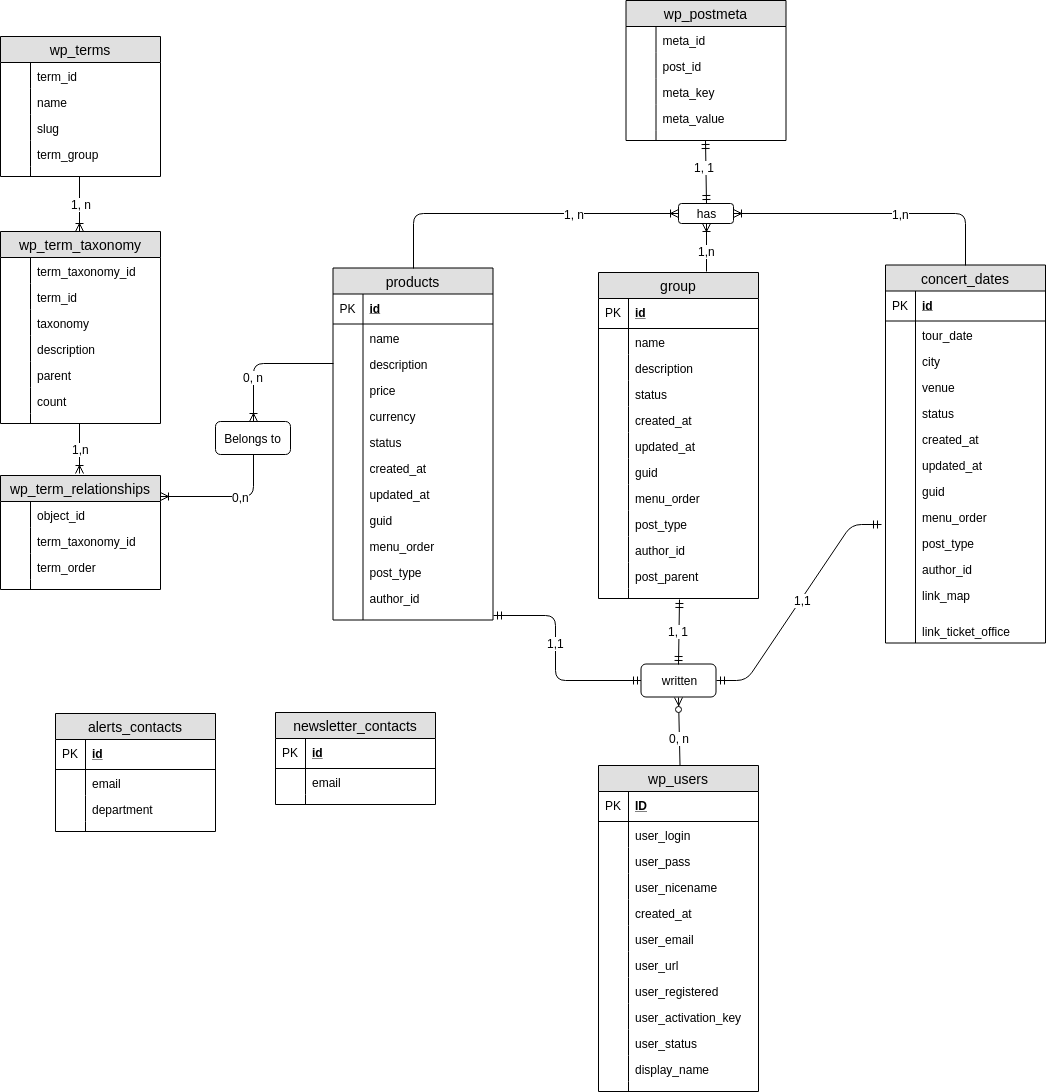 wp_postmeta
meta_id
post_id
meta_key
meta_value
wp_terms
term_id
name
slug
term_group
1, n
wp_term_taxonomy
term_taxonomy_id
term_id
taxonomy
description
parent
count
1,n
wp_term_relationships
object_id
term_taxonomy_id
term_order
1, 1
has
1, n
1,n
1,n
products
PK id
name
description
price
currency
status
created_at
updated_at
guid
menu_order
post_type
author_id
0, n
Belongs to
0,n
group
PK id
name
description
status
created_at
updated_at
guid
menu_order
post_type
author_id
post_parent
concert_dates
PK id
tour_date
city
venue
status
created_at
updated_at
guid
menu_order
post_type
author_id
link_map
link_ticket_office
1,1
1, 1
1,1
written
0, n
alerts_contacts
PK id
email
department
newsletter_contacts
PK id
email
wp_users
PK ID
user_login
user_pass
user_nicename
created_at
user_email
user_url
user_registered
user_activation_key
user_status
display_name